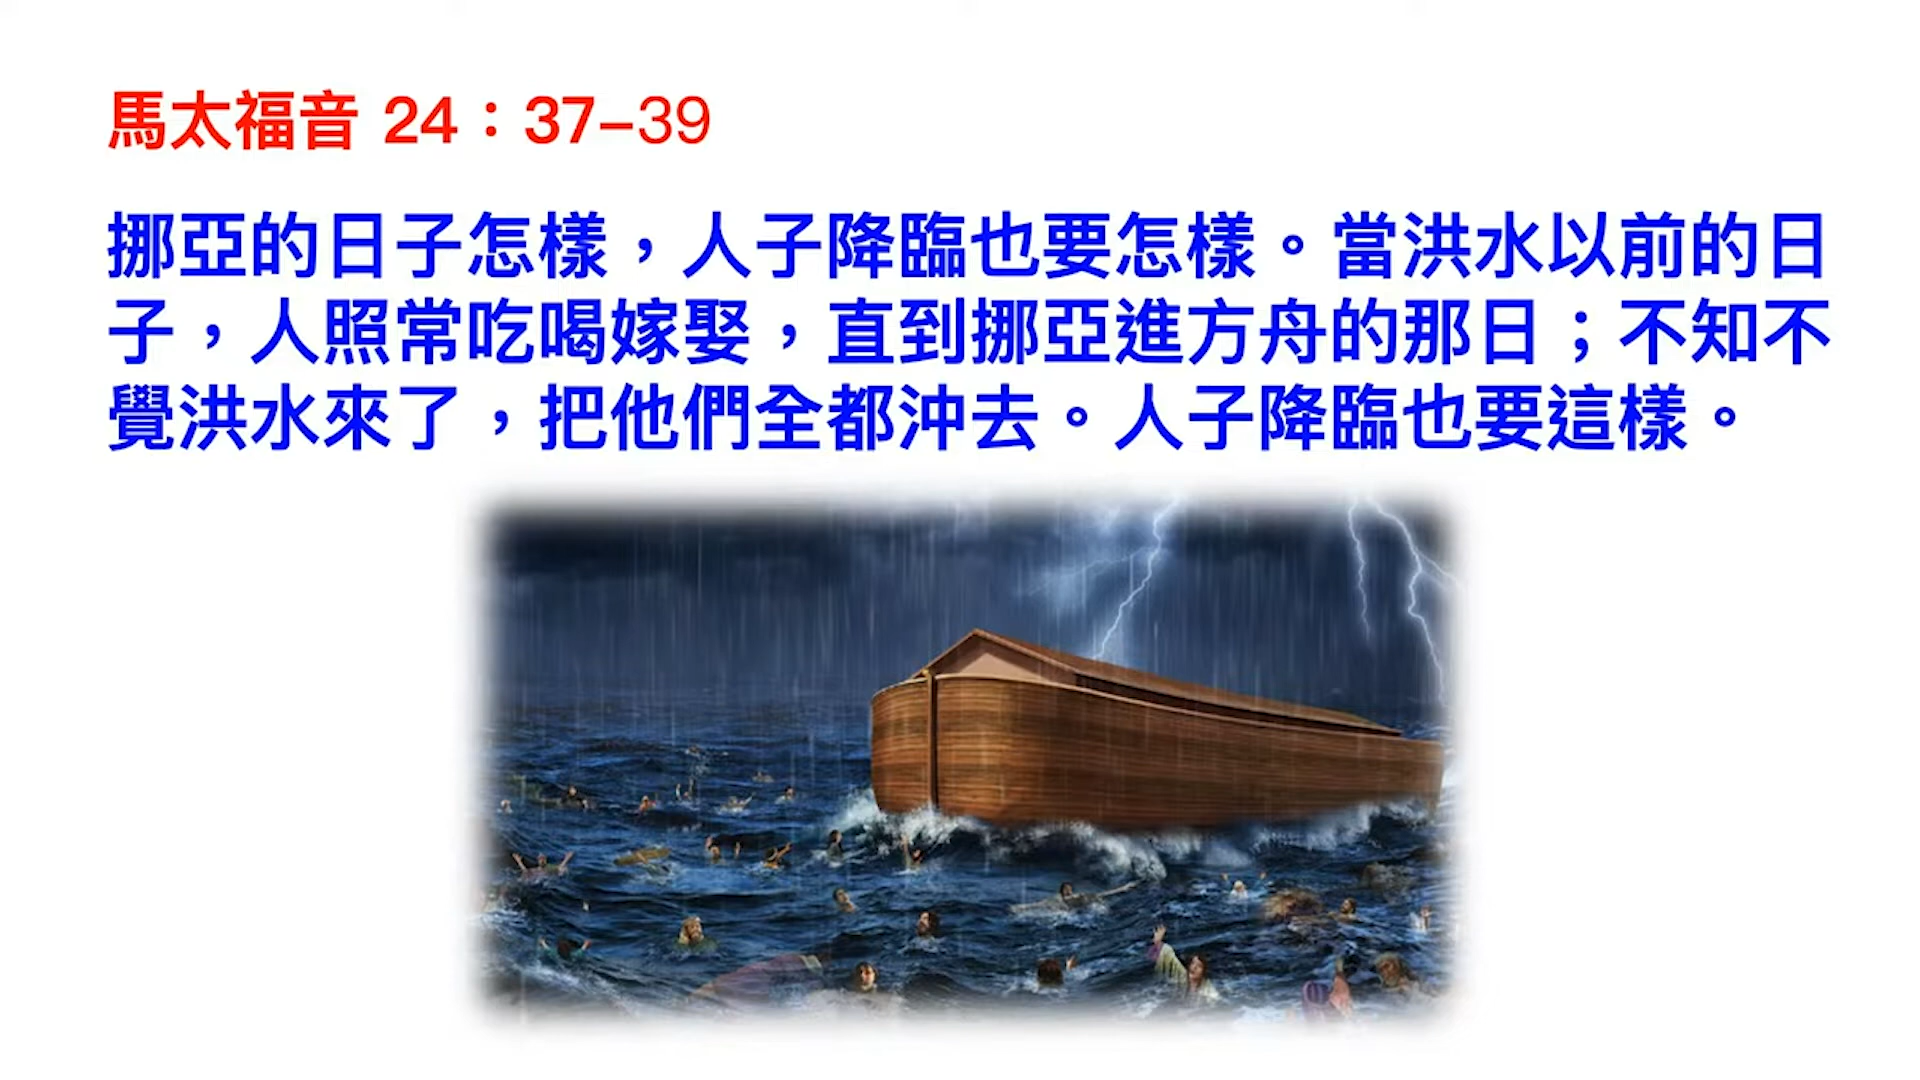 馬太福音 24：37–39
挪亞的日子怎樣，人子降臨也要怎樣。當洪水以前的日
子，人照常吃喝嫁娶，直到挪亞進方舟的那日；不知不
覺洪水來了，把他們全都沖去。人子降臨也要這樣。